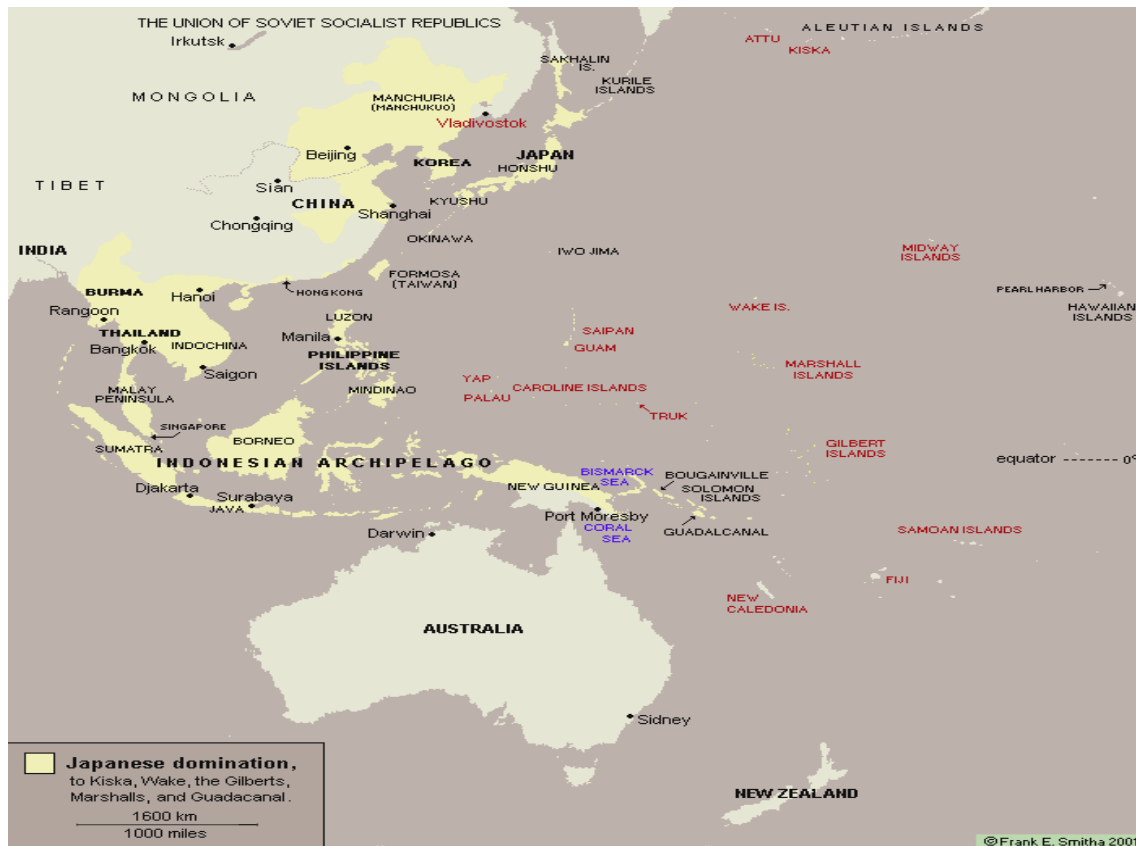 THE UNION OF SOVIET SOCIALIST REPUBLICS
Irkutsk
ALEUTIAN ISLANDS
ATTU
KISKA
SAKHALIN
IS.
KURILE
ISLANDS
MONGOLIA
MANCHURIA
(MANCHUKUO)
Vladivostok
Beijing
KOREA
JAPAN
HONSHU
TIBET
Sian
CHINA
KYUSHU
Shanghai
Chongqing
OKINAWA
IWO JIMA
MIDWAY
ISLANDS
INDIA
FORMOSA
(TAIWAN)
BURMA
Hanoi
HONG KONG
PEARL HARBOR
HAWAIIAN
ISLANDS
Rangoon
LUZON
WAKE IS.
THAILAND
Bangkok
INDOCHINA
Manila
SAIPAN
GUAM
PHILIPPINE
ISLANDS
MARSHALL
ISLANDS
Saigon
YAP
PALAU
CAROLINE ISLANDS
MALAY
PENINSULA
MINDINAO
TRUK
SINGAPORE
SUMATRA
BORNEO
GILBERT
ISLANDS
INDONESIAN ARCHIPELAGO
equator ------- 0°
BISMARCK
SEA
BOUGAINVILLE
NEW GUINEA
SOLOMON
ISLANDS
Djakarta
Surabaya
JAVA
Port Moresby
CORAL
SEA
GUADALCANAL
Darwin
SAMOAN ISLANDS
FIJI
NEW
CALEDONIA
AUSTRALIA
Sidney
NEW ZEALAND
Japanese domination,
to Kiska, Wake, the Gilberts,
Marshalls, and Guadacanal.
1600 km
1000 miles
©Frank E. Smitha 2001